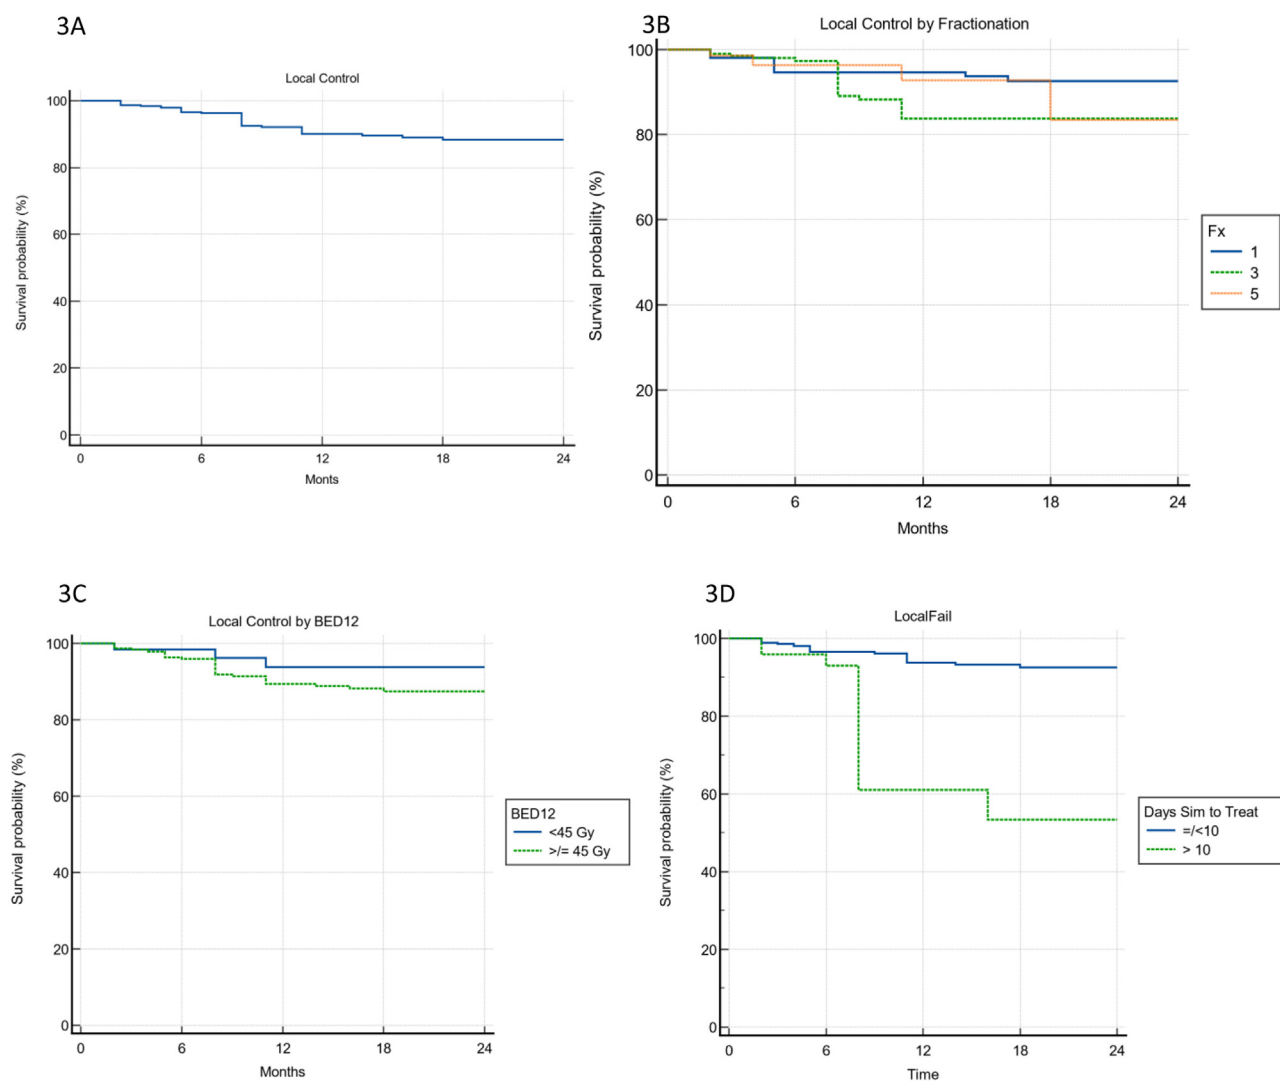 3A
Local Control
Survival probability (%)
100
80
60
40
20
0
0 6 12 18 24
Monts
3B
Local Control by Fractionation
Survival probability (%)
100
80
60
40
20
0
0 6 12 18 24
Months
Fx
1
3
5
3C
Local Control by BED12
Survival probability (%)
100
80
60
40
20
0
0 6 12 18 24
Months
BED12
<45 Gy
>/= 45 Gy
3D
LocalFail
Survival probability (%)
100
80
60
40
20
0
0 6 12 18 24
Time
Days Sim to Treat
=/<10
> 10